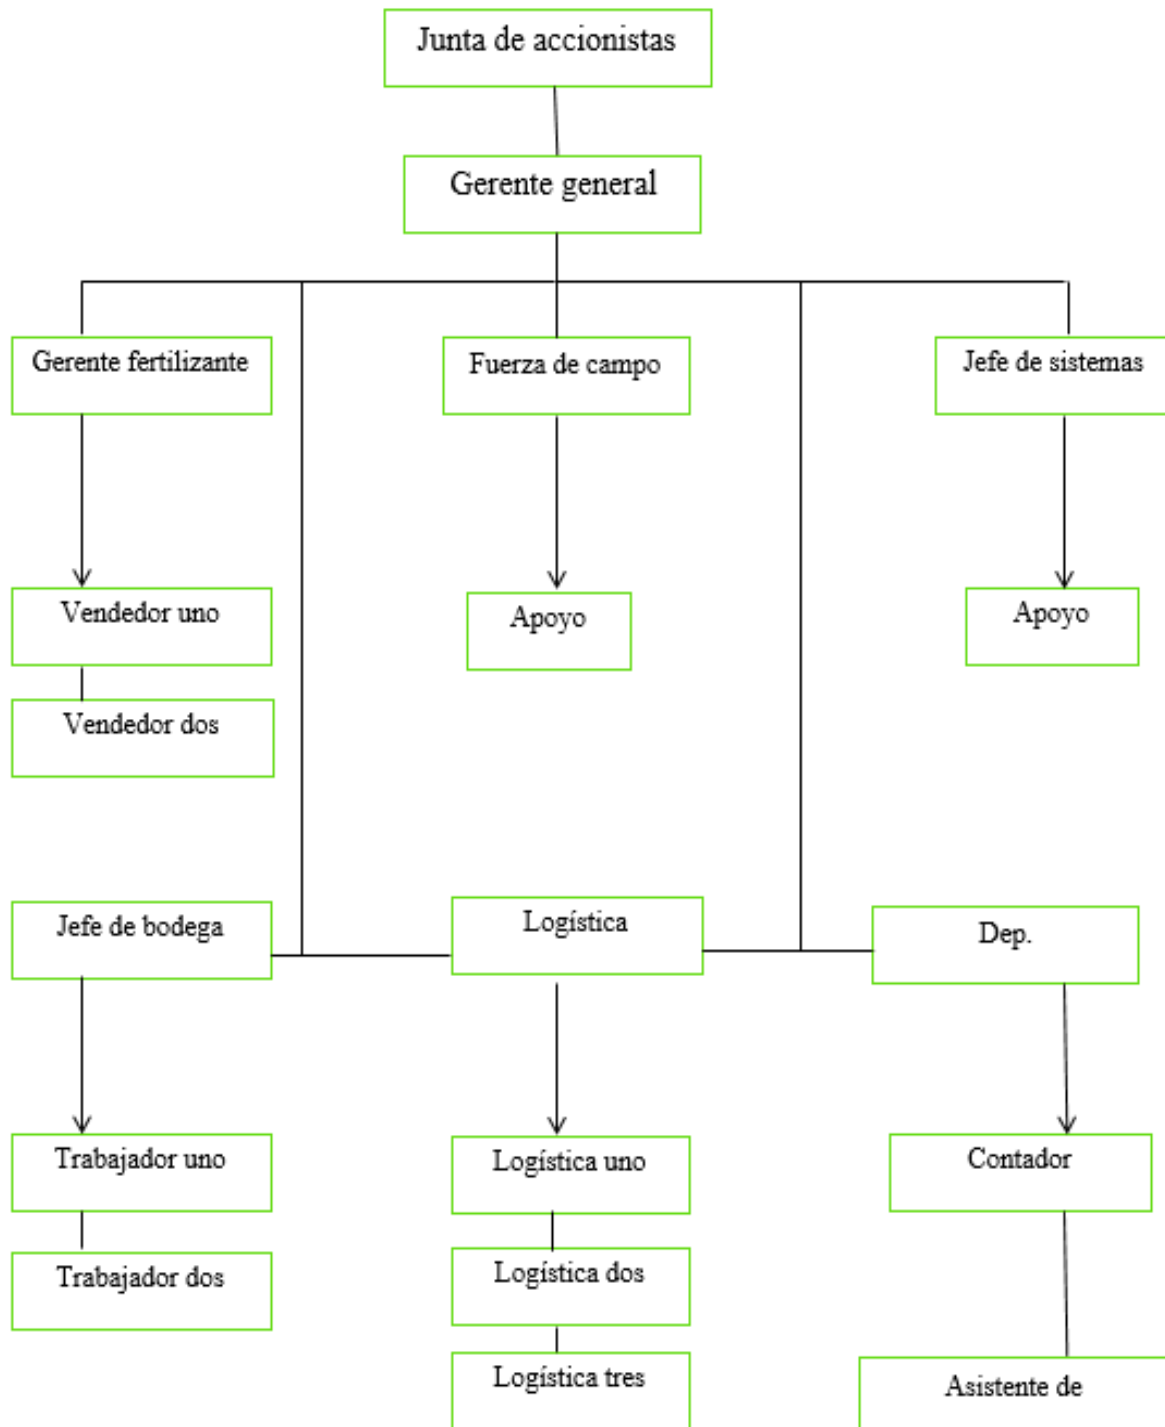 Junta de accionistas
Gerente general
Gerente fertilizante
Fuerza de campo
Jefe de sistemas
Vendedor uno
Apoyo
Apoyo
Vendedor dos
Jefe de bodega
Logística
Dep.
Trabajador uno
Logística uno
Contador
Trabajador dos
Logística dos
Logística tres
Asistente de